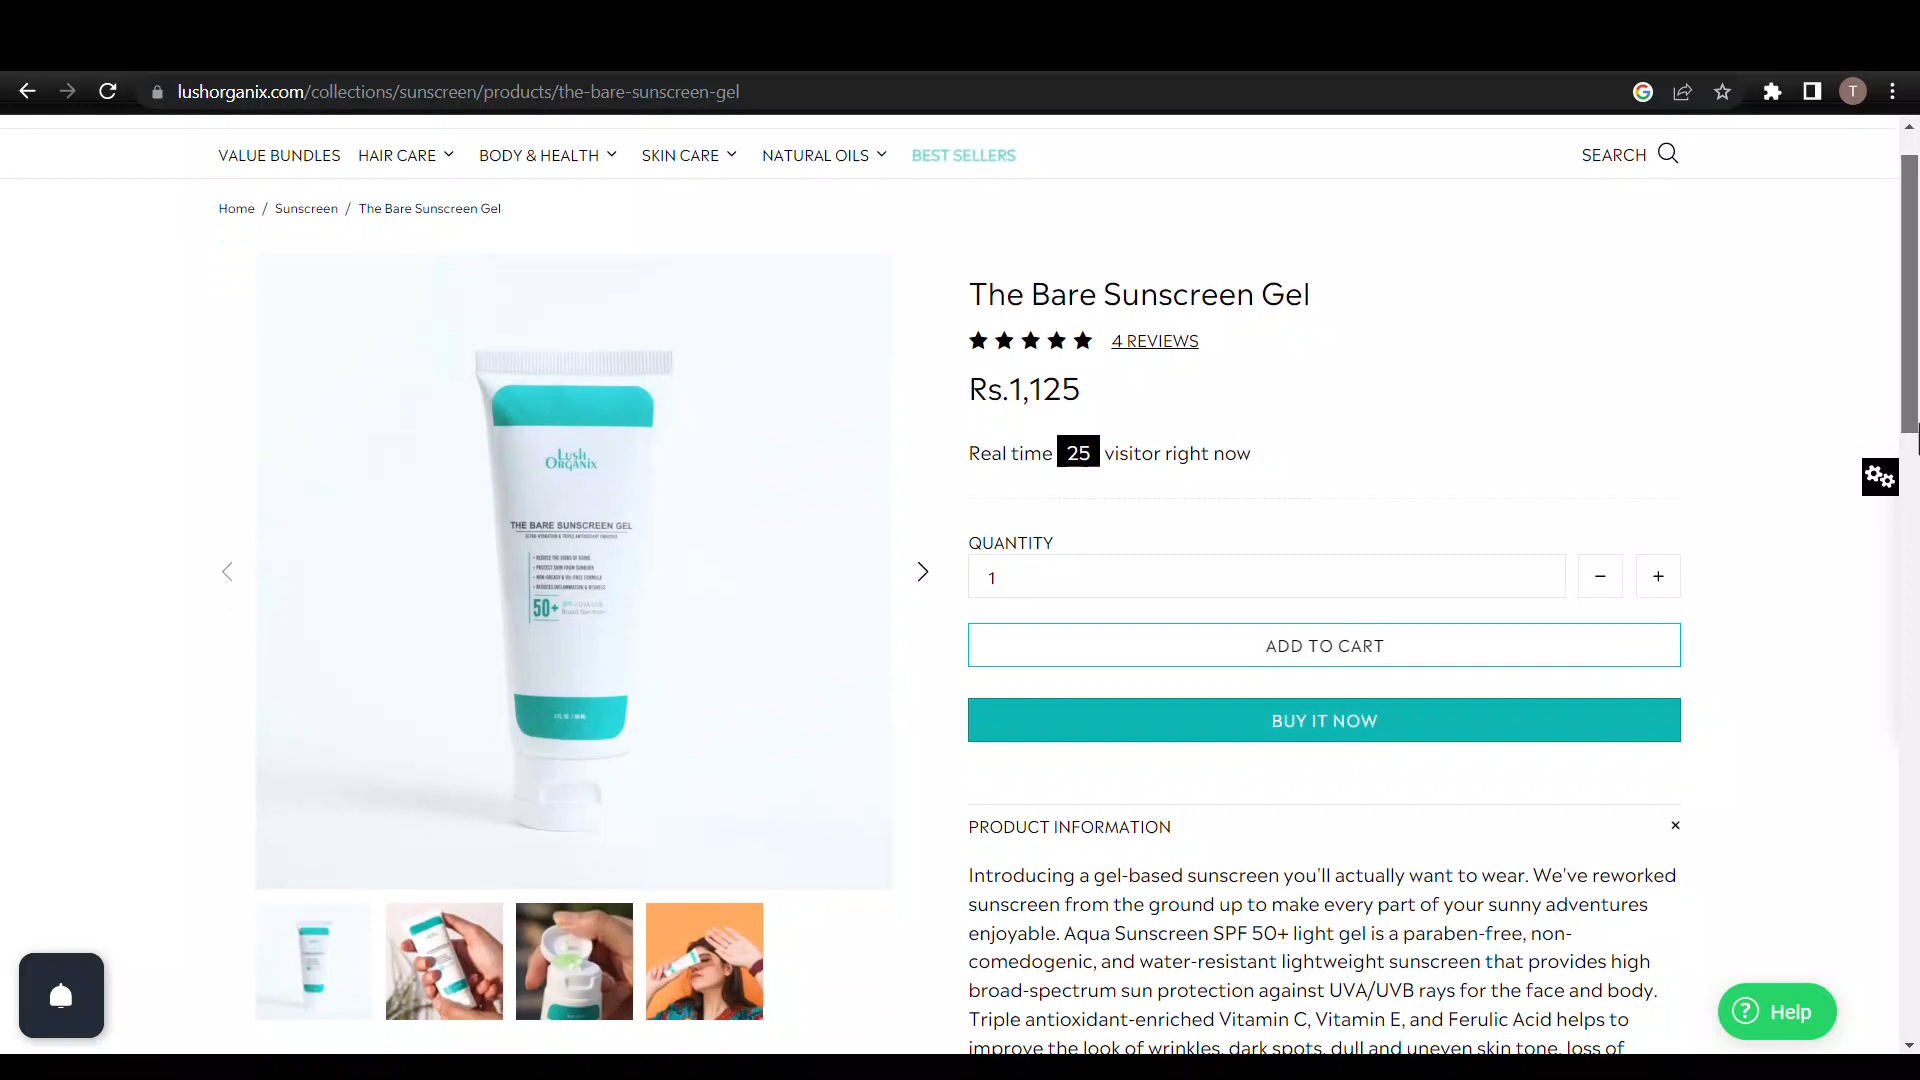 lushorganix.com/collections/sunscreen/products/the-bare-sunscreen-gel
T
VALUE BUNDLES HAIR CARE BODY & HEALTH SKIN CARE NATURAL OILS BEST SELLERS SEARCH
Home / Sunscreen / The Bare Sunscreen Gel
LUSH
ORGANIX
THE BARE SUNSCREEN GEL
ULTRA-HYDRATION & TRIPLE ANTIOXIDANT ENRICHED
• REDUCE THE SIGNS OF AGING
• PROTECT SKIN FROM SUNBURN
• NON-GREASY & OIL-FREE FORMULA
• REDUCES INFLAMMATION & REDNESS
50+ SPF / UVA-UVB
Broad Spectrum
The Bare Sunscreen Gel
4 REVIEWS
Rs.1,125
Real time 25 visitor right now
QUANTITY
1 − +
ADD TO CART
BUY IT NOW
PRODUCT INFORMATION ×
Introducing a gel-based sunscreen you'll actually want to wear. We've reworked
sunscreen from the ground up to make every part of your sunny adventures
enjoyable. Aqua Sunscreen SPF 50+ light gel is a paraben-free, non-
comedogenic, and water-resistant lightweight sunscreen that provides high
broad-spectrum sun protection against UVA/UVB rays for the face and body.
Triple antioxidant-enriched Vitamin C, Vitamin E, and Ferulic Acid helps to
improve the look of wrinkles, dark spots, dull and uneven skin tone, loss of
? Help